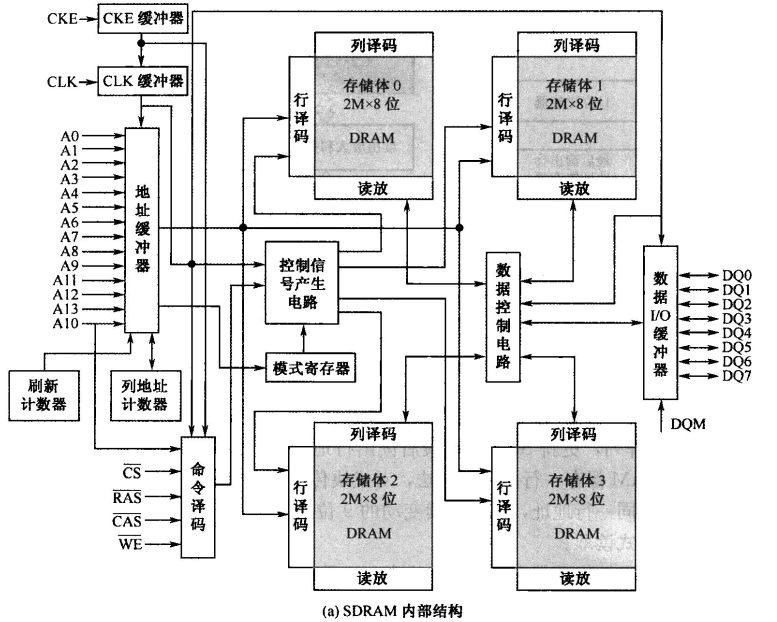 CKE
CKE 缓冲器
CLK
CLK 缓冲器
A0
A1
A2
A3
A4
A5
A6
A7
A8
A9
A11
A12
A13
A10
地址缓冲器
刷新计数器
列地址计数器
CS
RAS
CAS
WE
命令译码
控制信号产生电路
模式寄存器
列译码
行译码
存储体 0
2M×8 位
DRAM
读放
列译码
行译码
存储体 1
2M×8 位
DRAM
读放
数据控制电路
数据I/O缓冲器
DQ0
DQ1
DQ2
DQ3
DQ4
DQ5
DQ6
DQ7
DQM
列译码
行译码
存储体 2
2M×8 位
DRAM
读放
列译码
行译码
存储体 3
2M×8 位
DRAM
读放
(a) SDRAM 内部结构